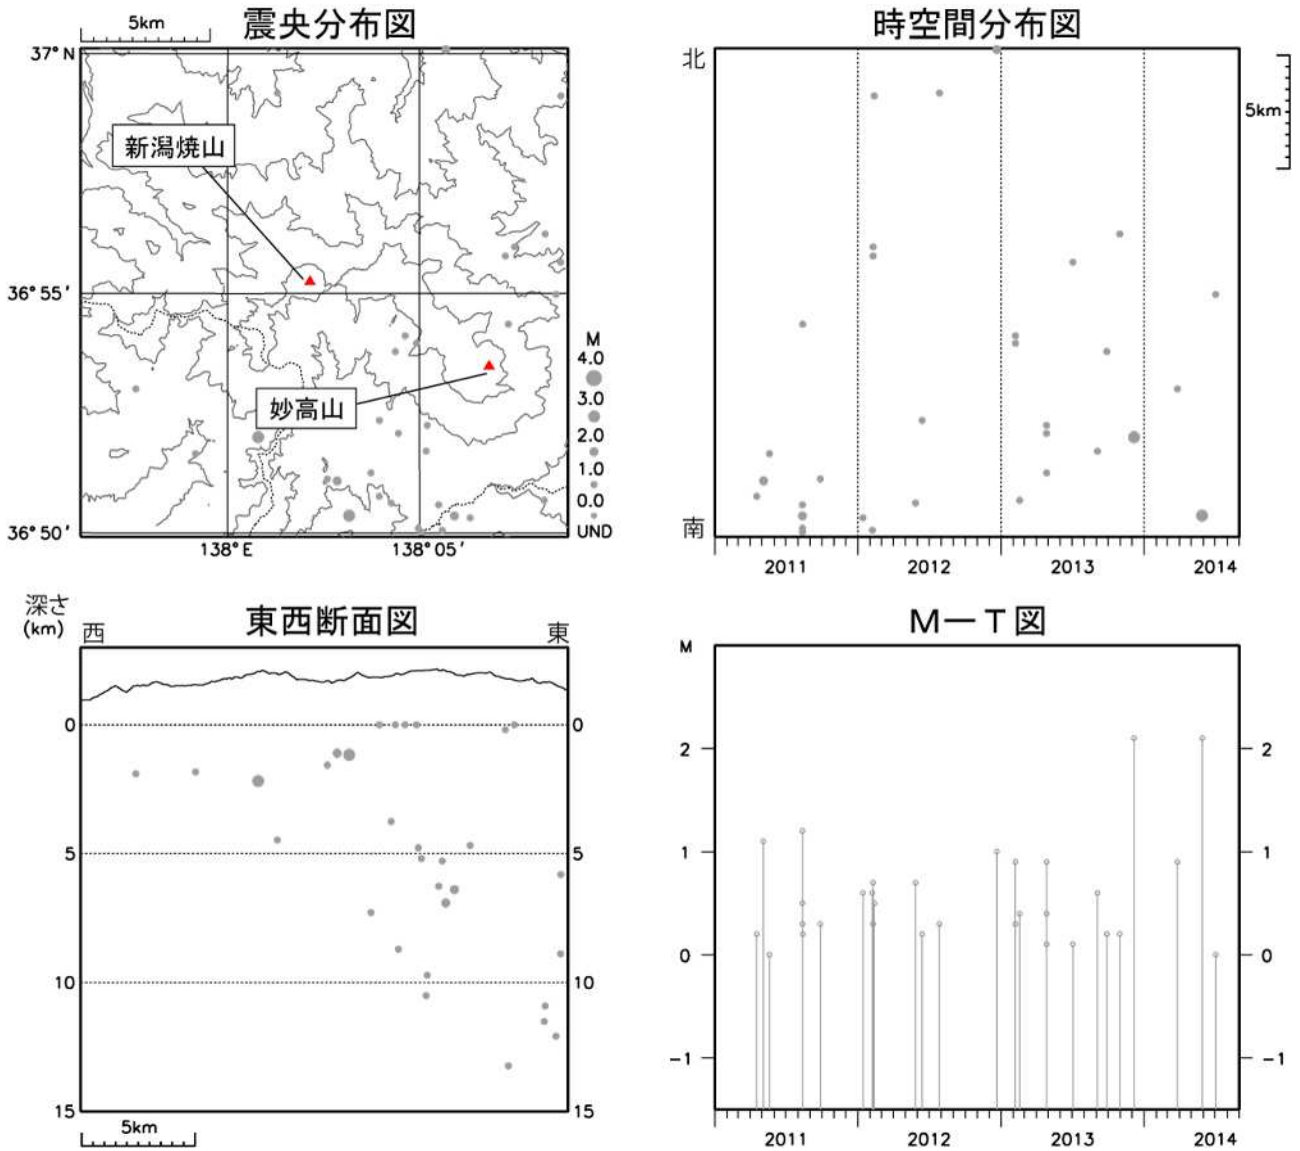 震央分布図
5km
37°N
新潟焼山
36°55′
妙高山
36°50′
138°E
138°05′
M
4.0
3.0
2.0
1.0
0.0
UND
時空間分布図
北
南
5km
2011
2012
2013
2014
東西断面図
深さ
(km)
西
東
0
0
5
5
10
10
15
15
5km
M－T図
M
2
2
1
1
0
0
−1
−1
2011
2012
2013
2014